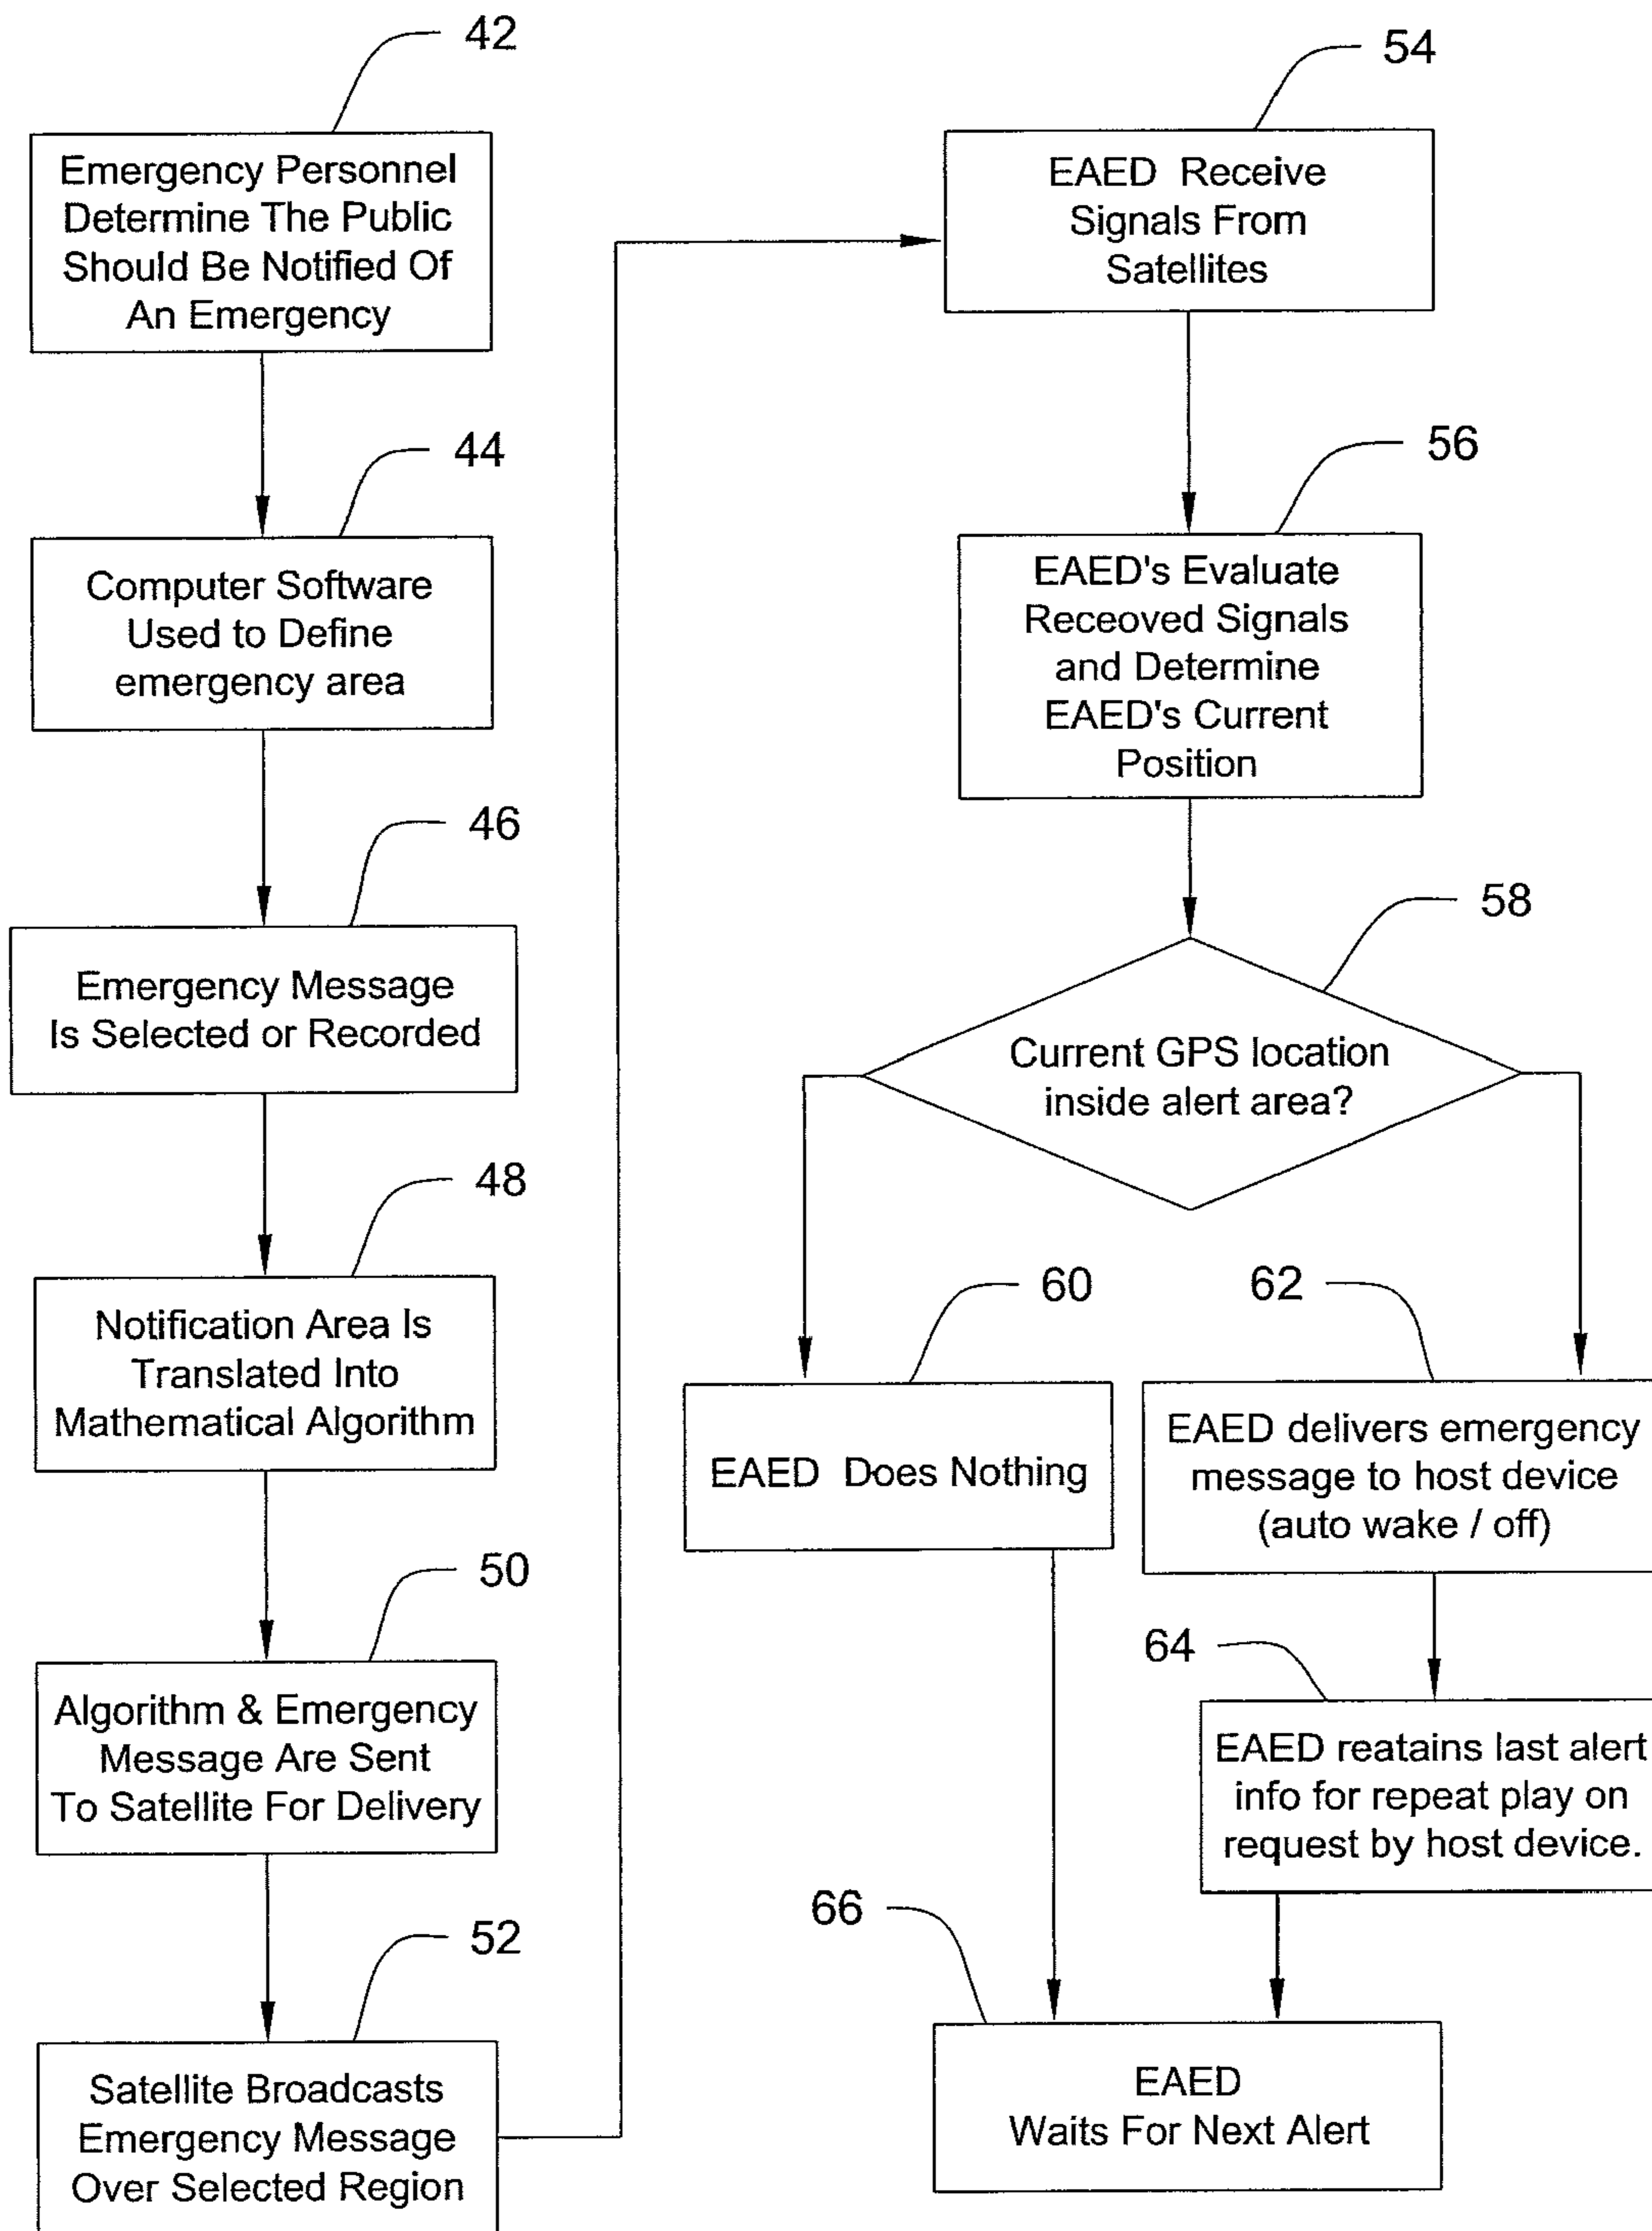 42
Emergency Personnel
Determine The Public
Should Be Notified Of
An Emergency
44
Computer Software
Used to Define
emergency area
46
Emergency Message
Is Selected or Recorded
48
Notification Area Is
Translated Into
Mathematical Algorithm
50
Algorithm & Emergency
Message Are Sent
To Satellite For Delivery
52
Satellite Broadcasts
Emergency Message
Over Selected Region
54
EAED Receive
Signals From
Satellites
56
EAED's Evaluate
Receoved Signals
and Determine
EAED's Current
Position
58
Current GPS location
inside alert area?
60
EAED Does Nothing
62
EAED delivers emergency
message to host device
(auto wake / off)
64
EAED reatains last alert
info for repeat play on
request by host device.
66
EAED
Waits For Next Alert